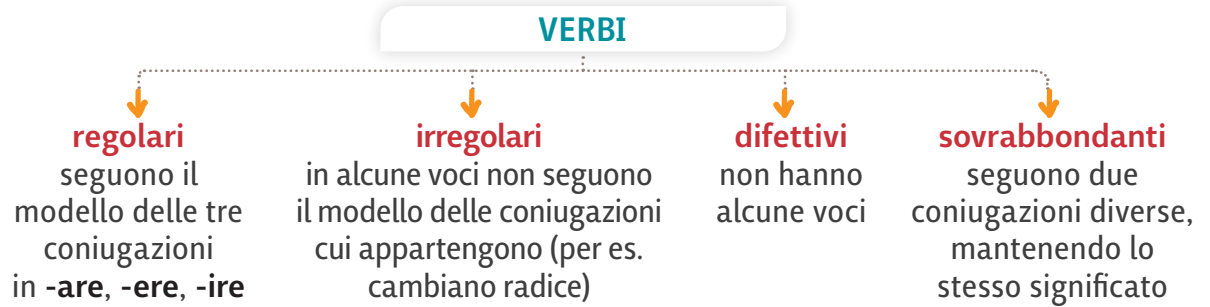 VERBI
regolari
seguono il
modello delle tre
coniugazioni
in -are, -ere, -ire
irregolari
in alcune voci non seguono
il modello delle coniugazioni
cui appartengono (per es.
cambiano radice)
difettivi
non hanno
alcune voci
sovrabbondanti
seguono due
coniugazioni diverse,
mantenendo lo
stesso significato